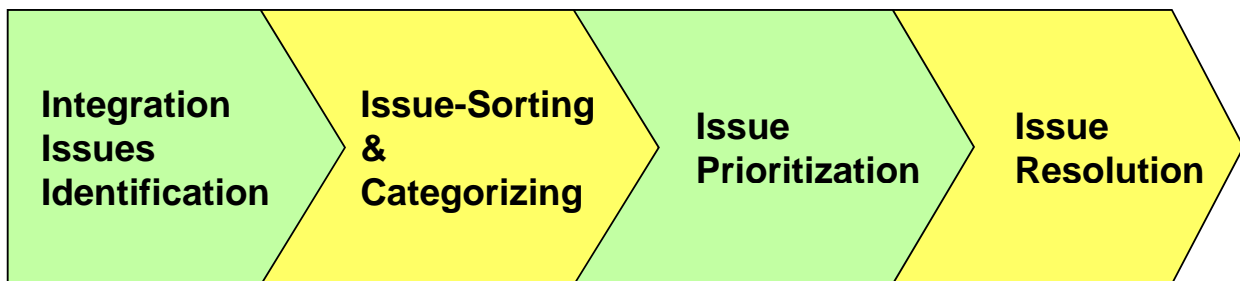 Integration
Issues
Identification
Issue-Sorting
&
Categorizing
Issue
Prioritization
Issue
Resolution